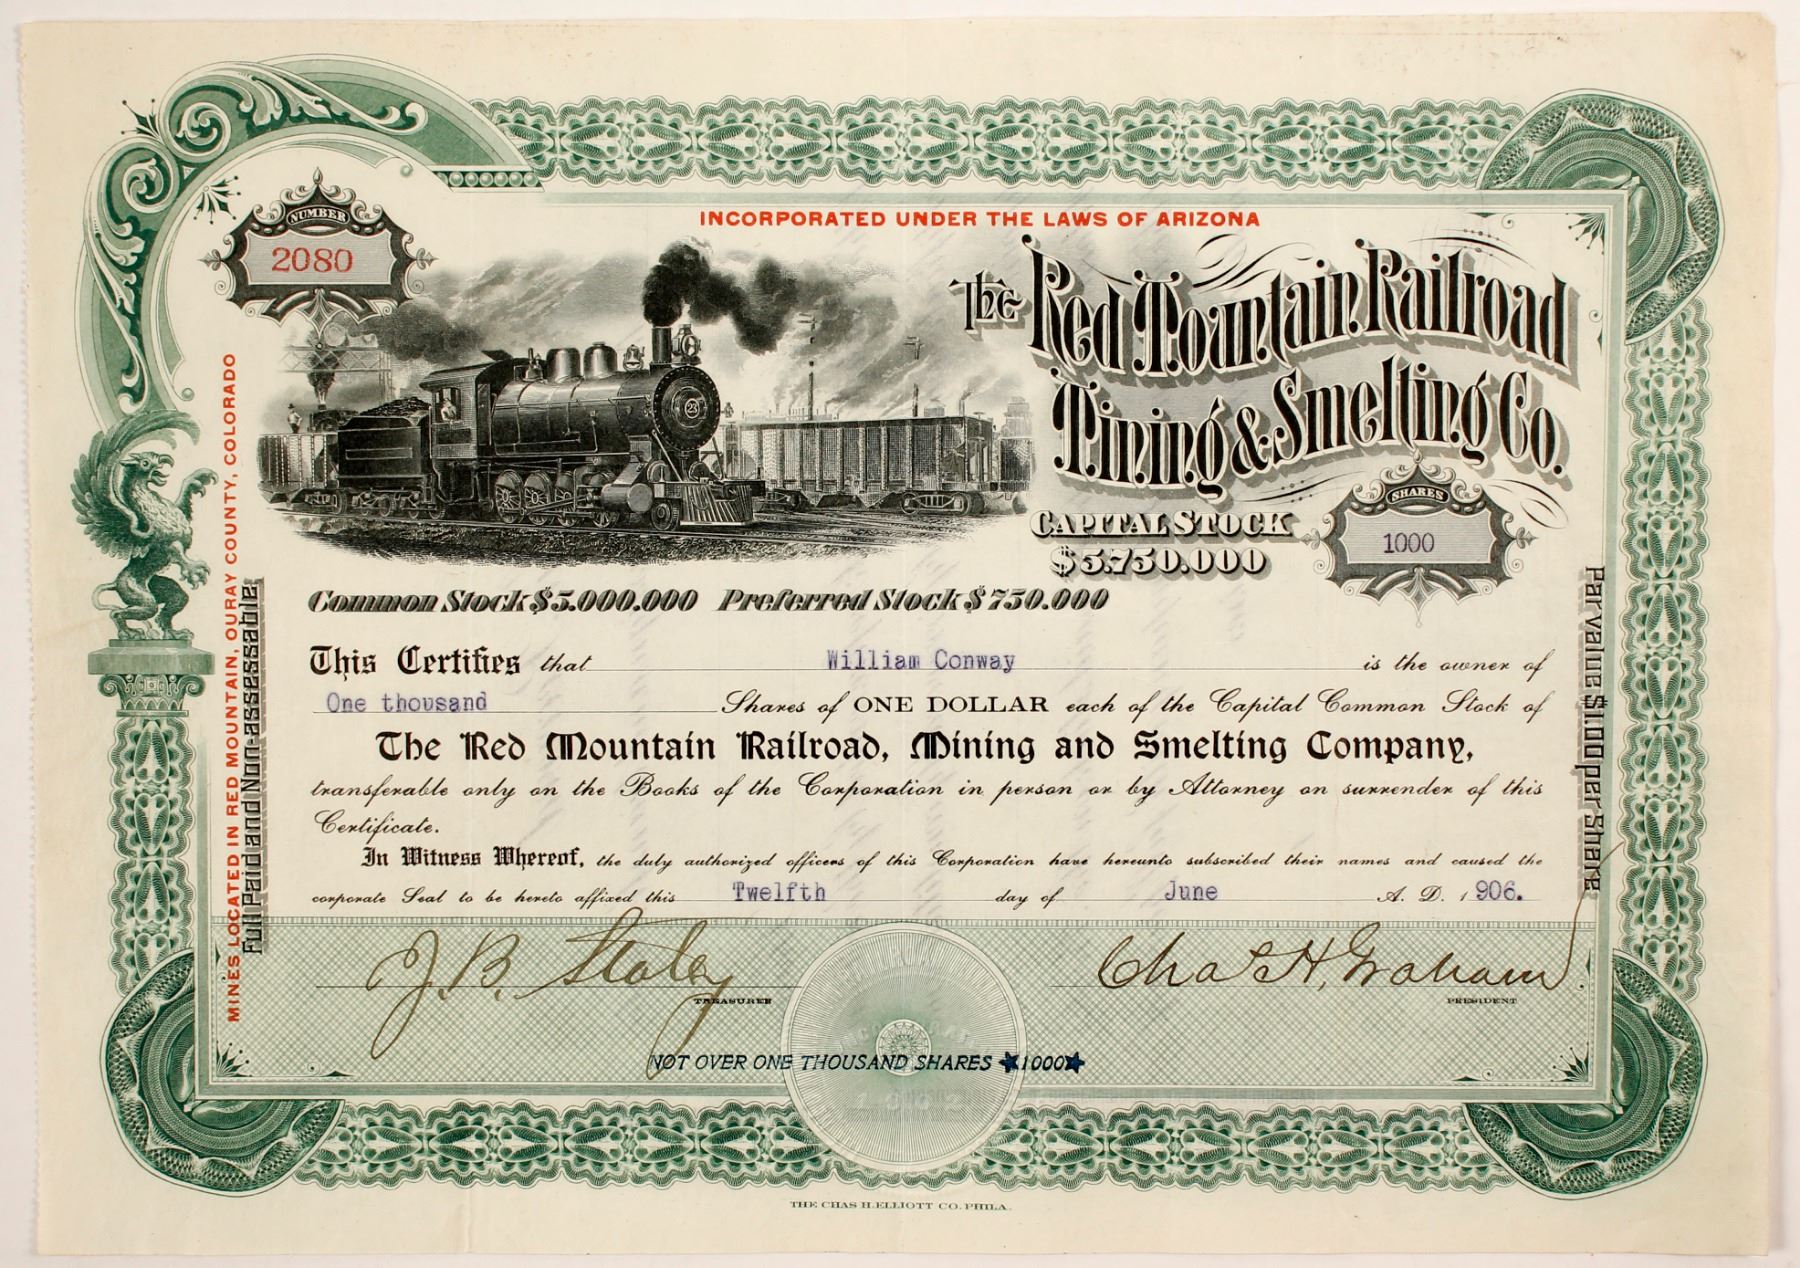 INCORPORATED UNDER THE LAWS OF ARIZONA
NUMBER
2080
The Red Mountain Railroad
Mining & Smelting Co.
23
CAPITAL STOCK
$5.750.000
SHARES
1000
Common Stock $5.000.000 Preferred Stock $750.000
MINES LOCATED IN RED MOUNTAIN, OURAY COUNTY, COLORADO
Full Paid and Non-assessable.
Par value $1.00 per Share
This Certifies that William Conway is the owner of
One thousand Shares of ONE DOLLAR each of the Capital Common Stock of
The Red Mountain Railroad, Mining and Smelting Company,
transferable only on the Books of the Corporation in person or by Attorney on surrender of this
Certificate.
In Witness Whereof, the duly authorized officers of this Corporation have hereunto subscribed their names and caused the
corporate Seal to be hereto affixed this Twelfth day of June A. D. 1906.
J. B. Staley
TREASURER
Chas H. Graham
PRESIDENT
NOT OVER ONE THOUSAND SHARES ★1000★
THE CHAS H. ELLIOTT CO. PHILA.